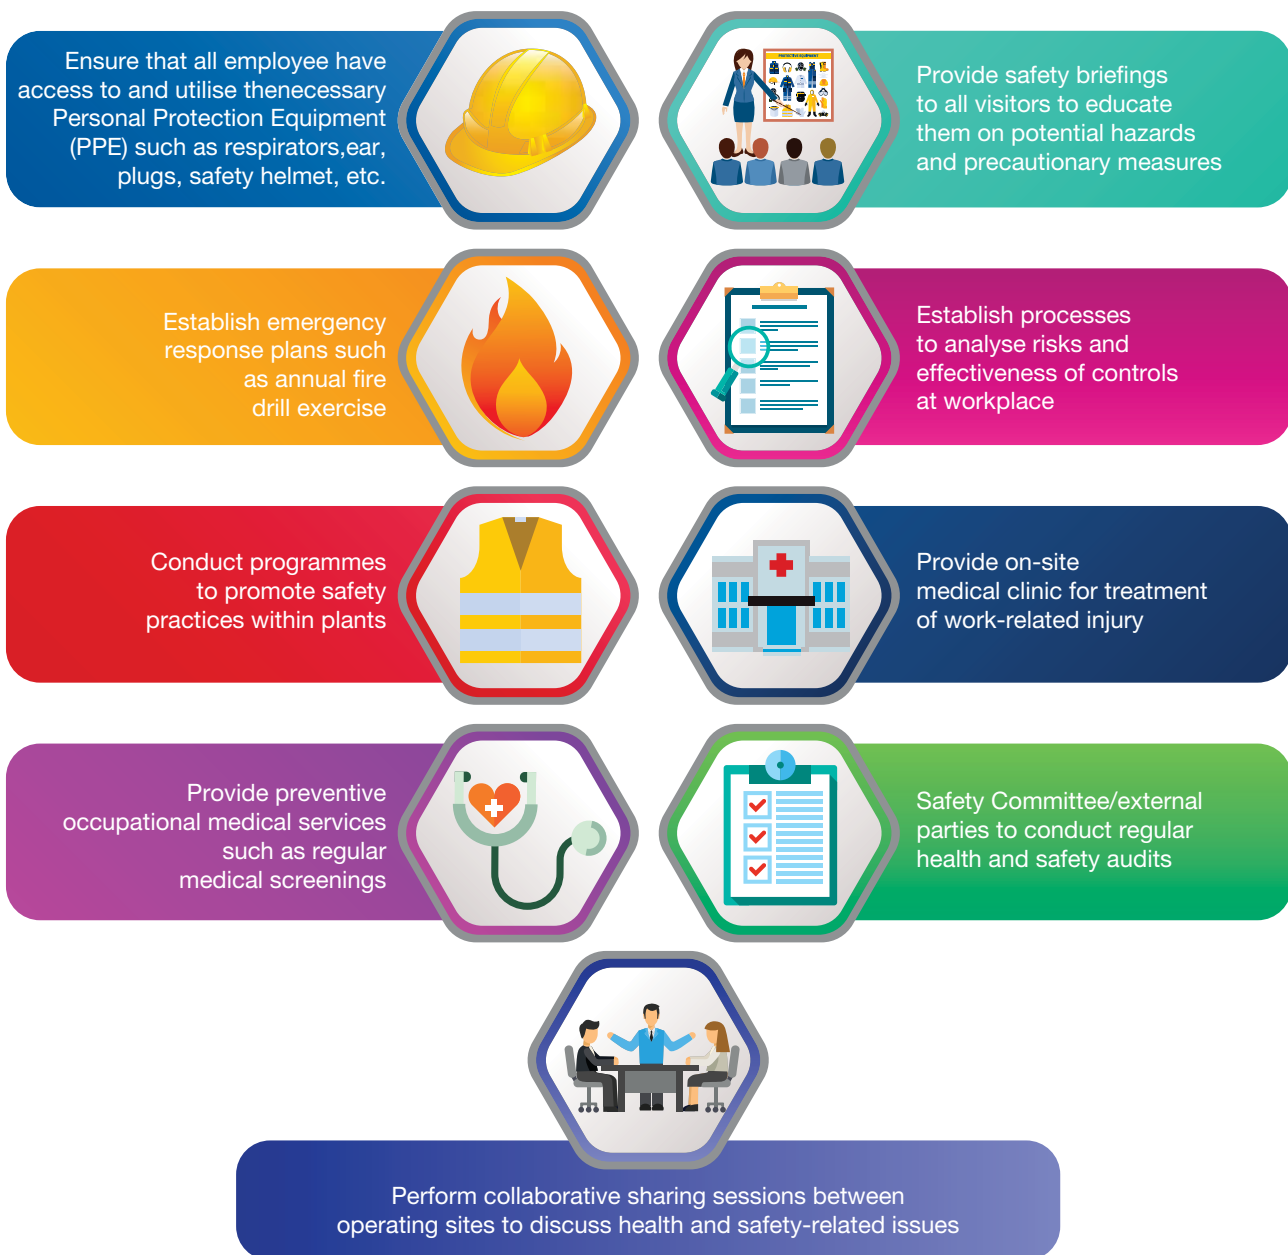 Ensure that all employee have
access to and utilise thenecessary
Personal Protection Equipment
(PPE) such as respirators,ear,
plugs, safety helmet, etc.
PROTECTIVE EQUIPMENT
Provide safety briefings
to all visitors to educate
them on potential hazards
and precautionary measures
Establish emergency
response plans such
as annual fire
drill exercise
Establish processes
to analyse risks and
effectiveness of controls
at workplace
Conduct programmes
to promote safety
practices within plants
Provide on-site
medical clinic for treatment
of work-related injury
Provide preventive
occupational medical services
such as regular
medical screenings
Safety Committee/external
parties to conduct regular
health and safety audits
Perform collaborative sharing sessions between
operating sites to discuss health and safety-related issues